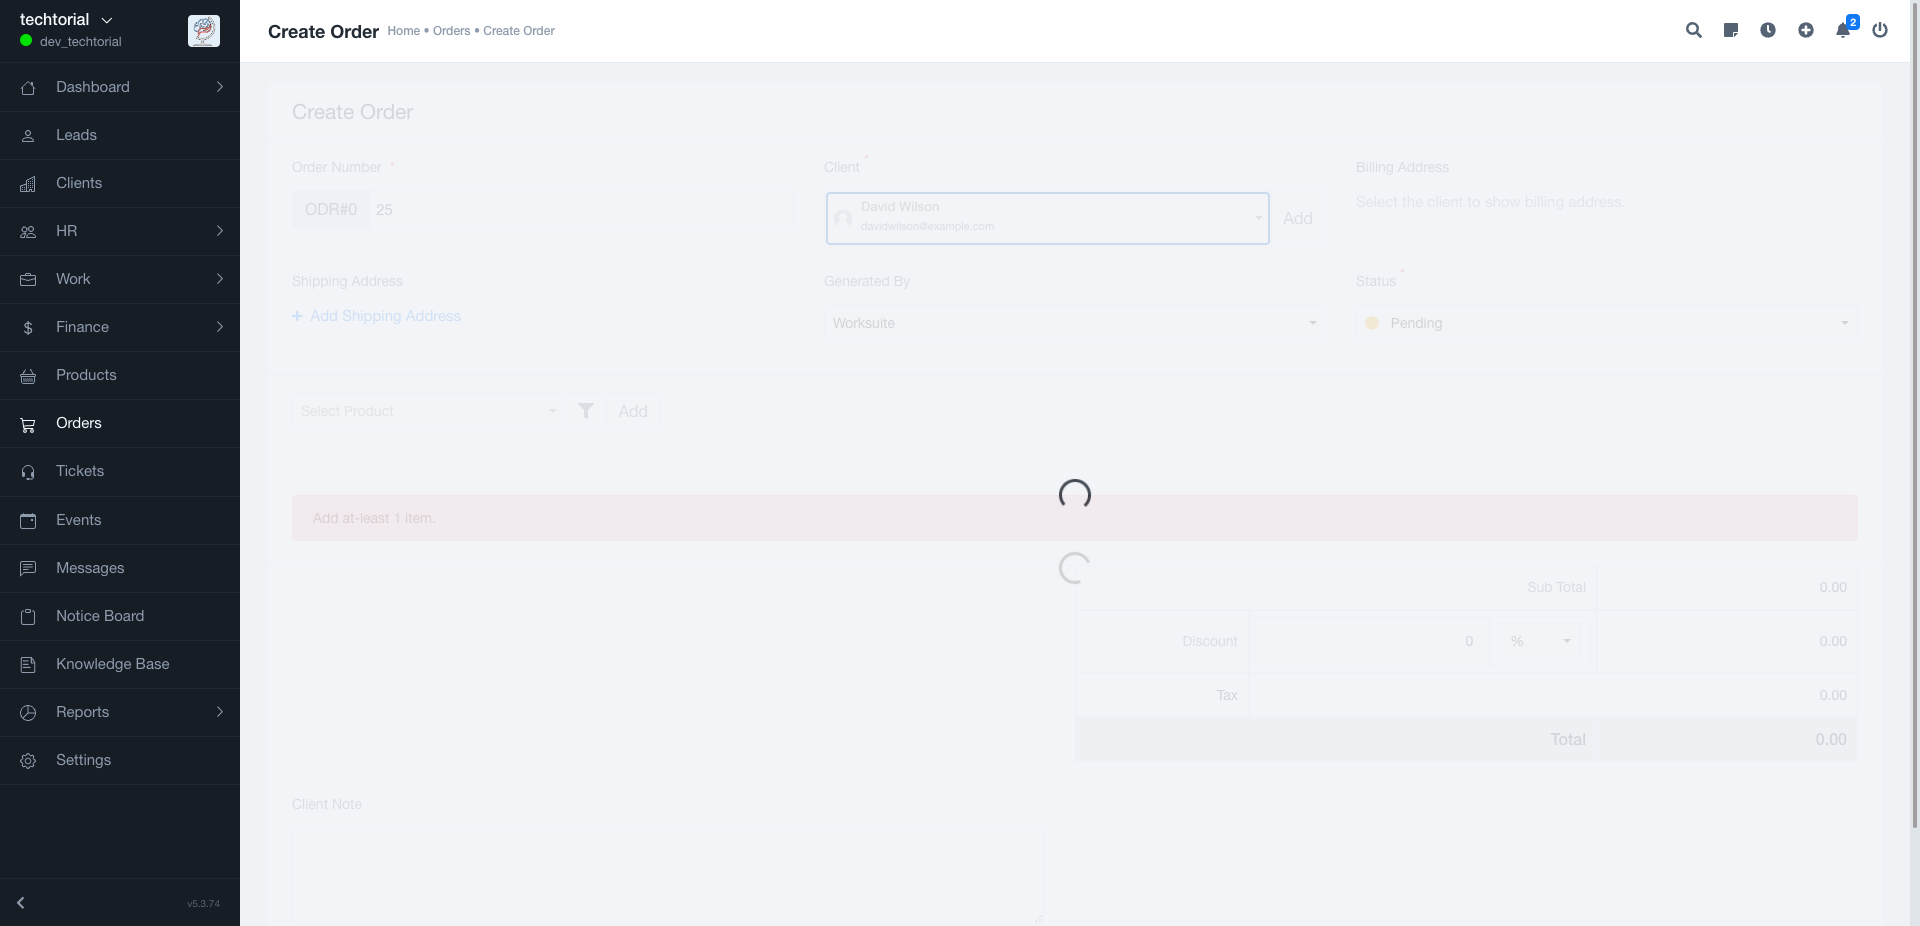 techtorial
dev_techtorial
Dashboard
Leads
Clients
HR
Work
Finance
Products
Orders
Tickets
Events
Messages
Notice Board
Knowledge Base
Reports
Settings
v5.3.74
Create Order Home • Orders • Create Order
2
Create Order
Order Number *
ODR#0 25
Client *
David Wilson
davidwilson@example.com
Add
Billing Address
Select the client to show billing address.
Shipping Address
+ Add Shipping Address
Generated By
Worksuite
Status *
Pending
Select Product
Add
Add at-least 1 item.
Sub Total 0.00
Discount 0 % 0.00
Tax 0.00
Total 0.00
Client Note